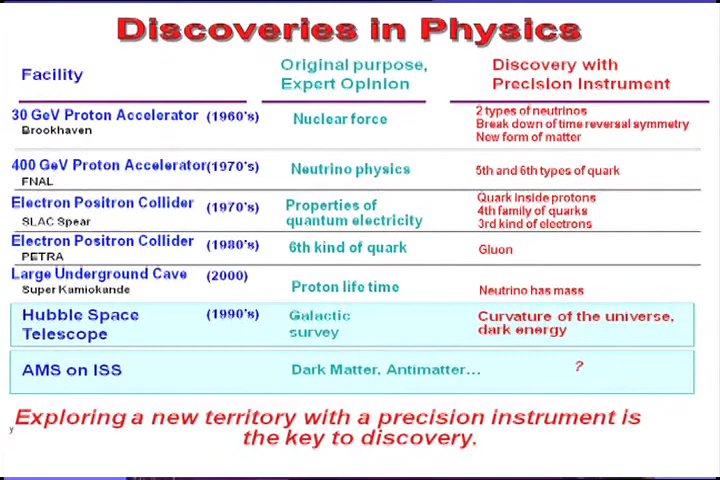 Discoveries in Physics
Facility
Original purpose,
Expert Opinion
Discovery with
Precision Instrument
30 GeV Proton Accelerator (1960's)
Brookhaven
Nuclear force
2 types of neutrinos
Break down of time reversal symmetry
New form of matter
400 GeV Proton Accelerator(1970's)
FNAL
Neutrino physics
5th and 6th types of quark
Electron Positron Collider (1970's)
SLAC Spear
Properties of
quantum electricity
Quark inside protons
4th family of quarks
3rd kind of electrons
Electron Positron Collider (1980's)
PETRA
6th kind of quark
Gluon
Large Underground Cave (2000)
Super Kamiokande
Proton life time
Neutrino has mass
Hubble Space
Telescope
(1990's)
Galactic
survey
Curvature of the universe,
dark energy
AMS on ISS
Dark Matter, Antimatter...
?
Exploring a new territory with a precision instrument is
the key to discovery.
y